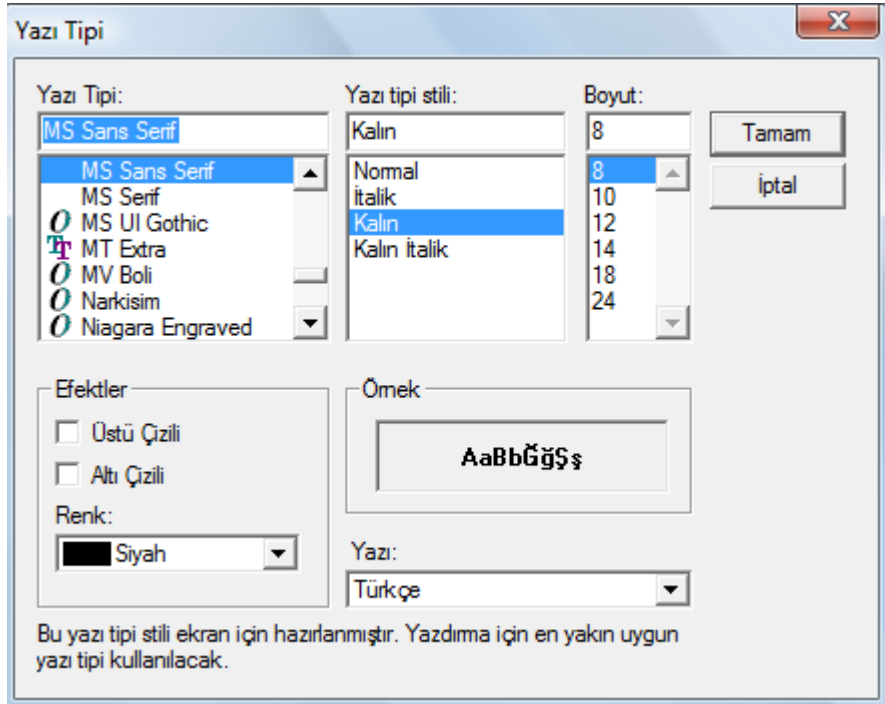 Yazı Tipi
Yazı Tipi:
MS Sans Serif
MS Sans Serif
MS Serif
MS UI Gothic
MT Extra
MV Boli
Narkisim
Niagara Engraved
Yazı tipi stili:
Kalın
Normal
İtalik
Kalın
Kalın İtalik
Boyut:
8
8
10
12
14
18
24
Tamam
İptal
Efektler
Üstü Çizili
Altı Çizili
Renk:
Siyah
Örnek
AaBbĞğŞş
Yazı:
Türkçe
Bu yazı tipi stili ekran için hazırlanmıştır. Yazdırma için en yakın uygun
yazı tipi kullanılacak.